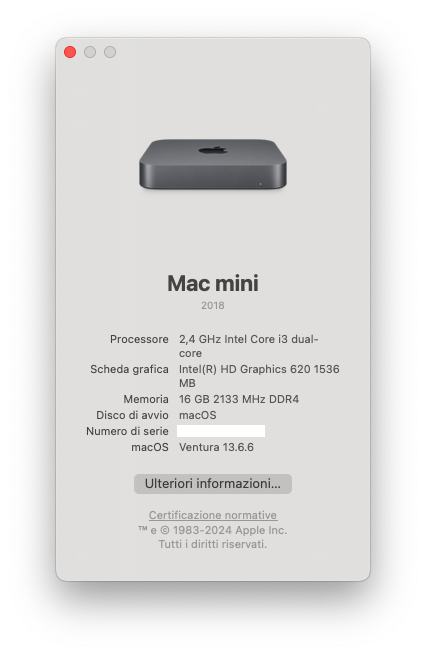 Mac mini
2018
Processore 2,4 GHz Intel Core i3 dual-
core
Scheda grafica Intel(R) HD Graphics 620 1536
MB
Memoria 16 GB 2133 MHz DDR4
Disco di avvio macOS
Numero di serie
macOS Ventura 13.6.6
Ulteriori informazioni...
Certificazione normative
™ e © 1983-2024 Apple Inc.
Tutti i diritti riservati.